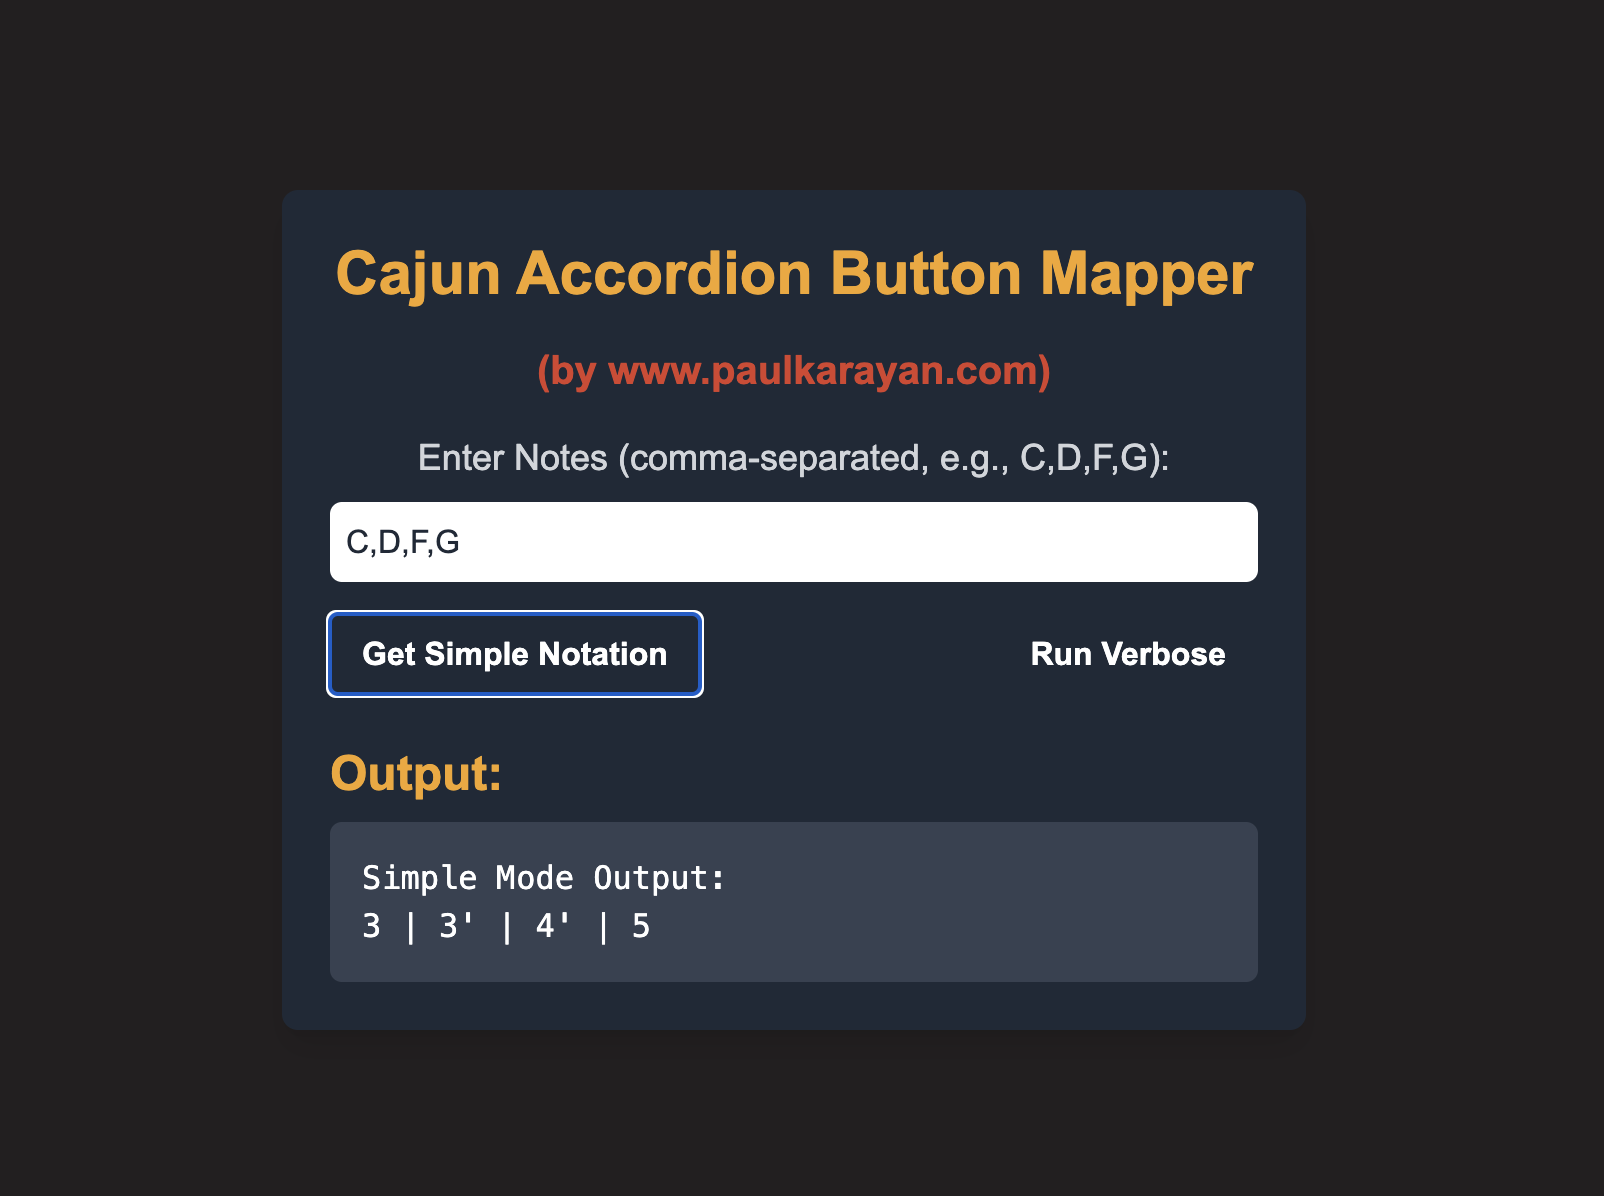 Cajun Accordion Button Mapper
(by www.paulkarayan.com)
Enter Notes (comma-separated, e.g., C,D,F,G):
C,D,F,G
Get Simple Notation
Run Verbose
Output:
Simple Mode Output:
3 | 3' | 4' | 5